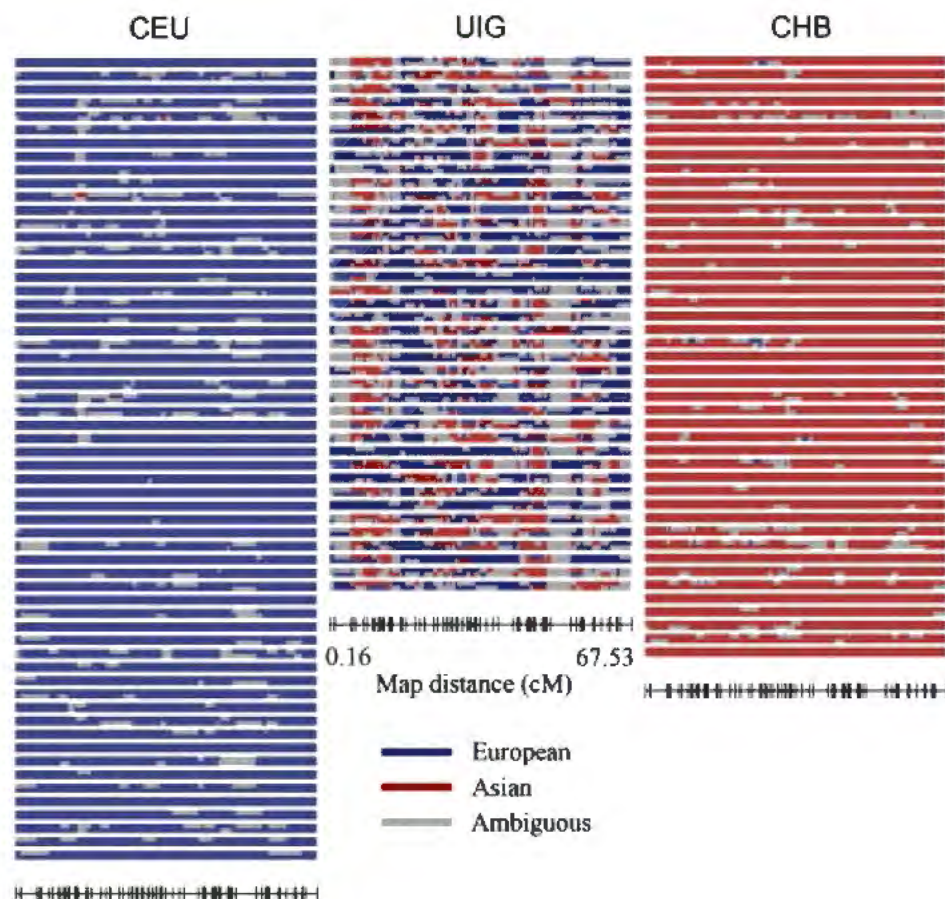 CEU UIG CHB
0.16 67.53
Map distance (cM)
European
Asian
Ambiguous